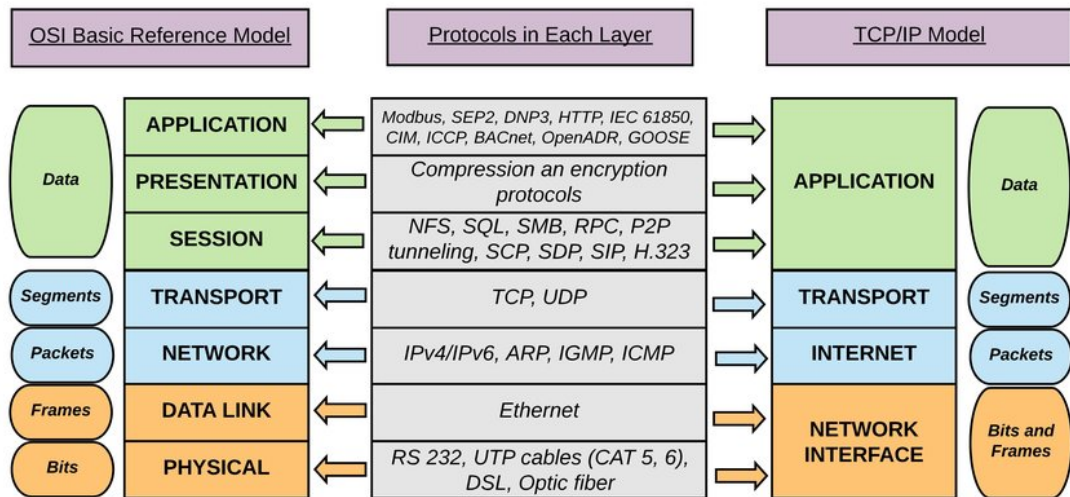 OSI Basic Reference Model
Protocols in Each Layer
TCP/IP Model
Data
APPLICATION
Modbus, SEP2, DNP3, HTTP, IEC 61850,
CIM, ICCP, BACnet, OpenADR, GOOSE
APPLICATION
Data
PRESENTATION
Compression an encryption
protocols
SESSION
NFS, SQL, SMB, RPC, P2P
tunneling, SCP, SDP, SIP, H.323
Segments
TRANSPORT
TCP, UDP
TRANSPORT
Segments
Packets
NETWORK
IPv4/IPv6, ARP, IGMP, ICMP
INTERNET
Packets
Frames
DATA LINK
Ethernet
NETWORK
INTERFACE
Bits and
Frames
Bits
PHYSICAL
RS 232, UTP cables (CAT 5, 6),
DSL, Optic fiber